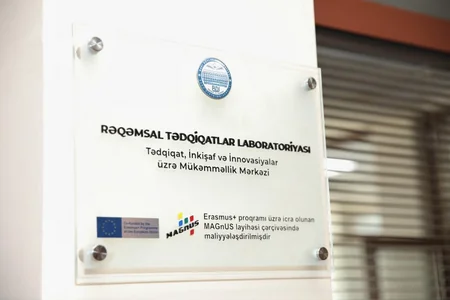 BDU
RƏQƏMSAL TƏDQİQATLAR LABORATORİYASI
Tədqiqat, İnkişaf və İnnovasiyalar
üzrə Mükəmməllik Mərkəzi
MAGnUS
Erasmus+ proqramı üzrə icra olunan
MAGnUS layihəsi çərçivəsində
maliyyələşdirilmişdir